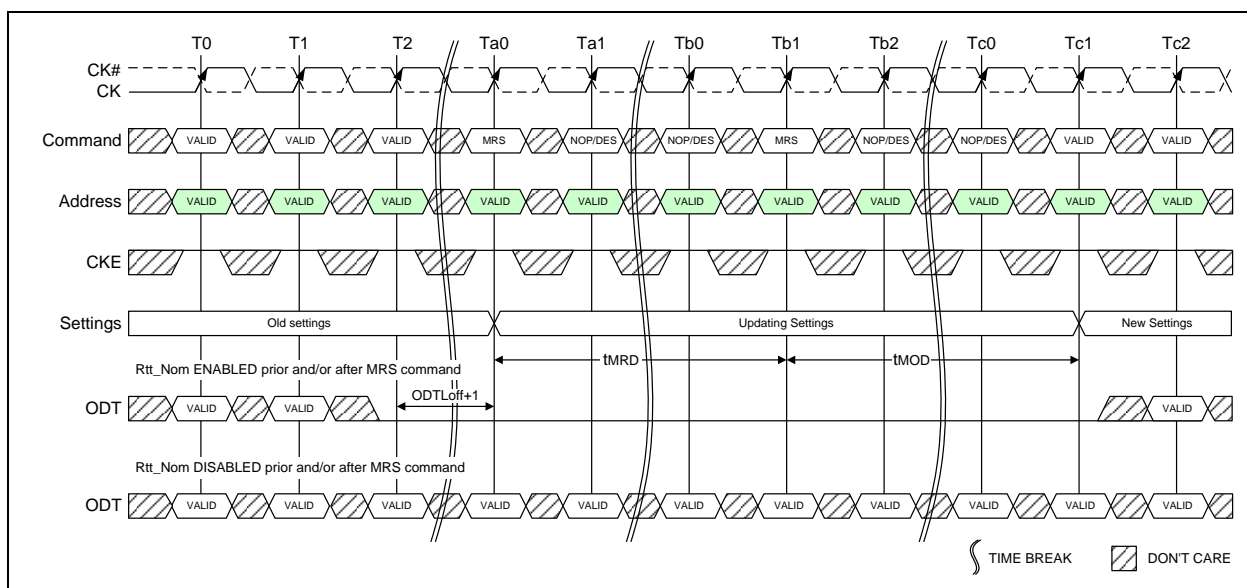 T0 T1 T2 Ta0 Ta1 Tb0 Tb1 Tb2 Tc0 Tc1 Tc2
CK#
CK
Command VALID VALID VALID MRS NOP/DES NOP/DES MRS NOP/DES NOP/DES VALID VALID
Address VALID VALID VALID VALID VALID VALID VALID VALID VALID VALID VALID
CKE
Settings Old settings Updating Settings New Settings
tMRD tMOD
Rtt_Nom ENABLED prior and/or after MRS command
ODTLoff+1
ODT VALID VALID VALID
Rtt_Nom DISABLED prior and/or after MRS command
ODT VALID VALID VALID VALID VALID VALID VALID VALID VALID VALID VALID
TIME BREAK DON'T CARE